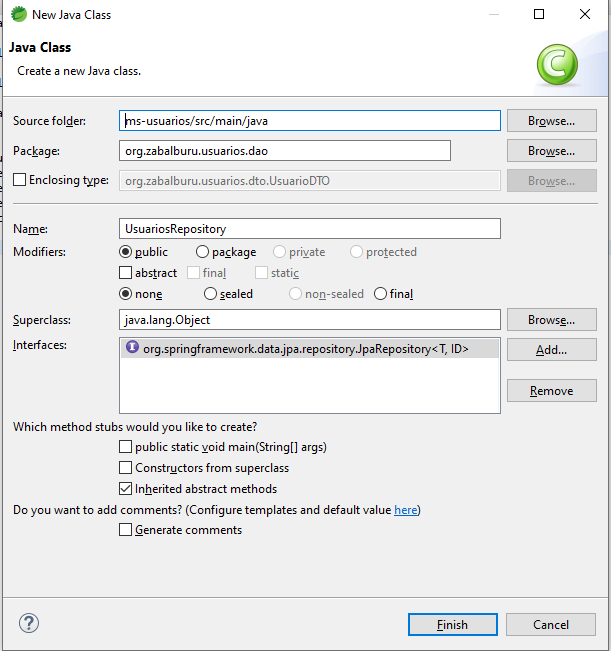 New Java Class
Java Class
Create a new Java class.
C
Source folder: ms-usuarios/src/main/java Browse...
Package: org.zabalburu.usuarios.dao Browse...
Enclosing type: org.zabalburu.usuarios.dto.UsuarioDTO Browse...
Name: UsuariosRepository
Modifiers: public package private protected
abstract final static
none sealed non-sealed final
Superclass: java.lang.Object Browse...
Interfaces: I org.springframework.data.jpa.repository.JpaRepository<T, ID> Add...
Remove
Which method stubs would you like to create?
public static void main(String[] args)
Constructors from superclass
Inherited abstract methods
Do you want to add comments? (Configure templates and default value here)
Generate comments
? Finish Cancel